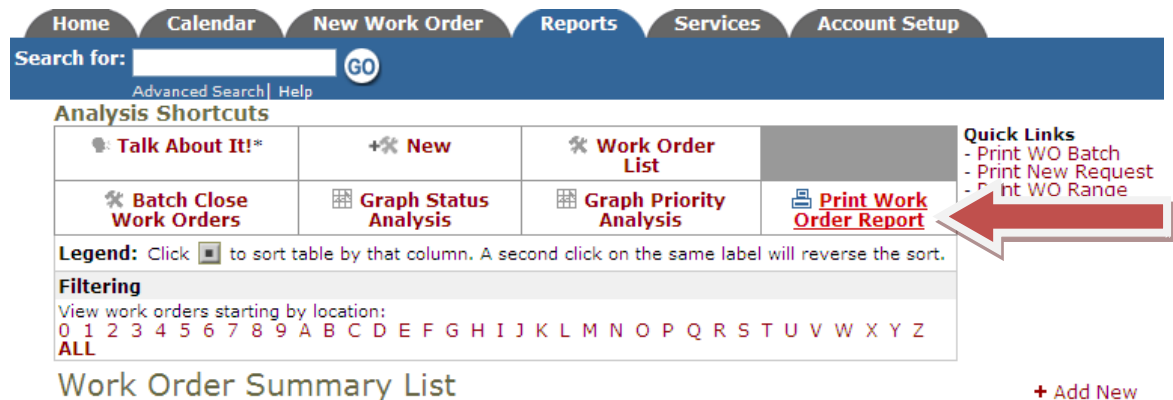 Home Calendar New Work Order Reports Services Account Setup
Search for: GO
Advanced Search| Help
Analysis Shortcuts
Talk About It!* + New Work Order
List
Batch Close Graph Status Graph Priority Print Work
Work Orders Analysis Analysis Order Report
Quick Links
- Print WO Batch
- Print New Request
- Print WO Range
Legend: Click to sort table by that column. A second click on the same label will reverse the sort.
Filtering
View work orders starting by location:
0 1 2 3 4 5 6 7 8 9 A B C D E F G H I J K L M N O P Q R S T U V W X Y Z
ALL
Work Order Summary List
+ Add New